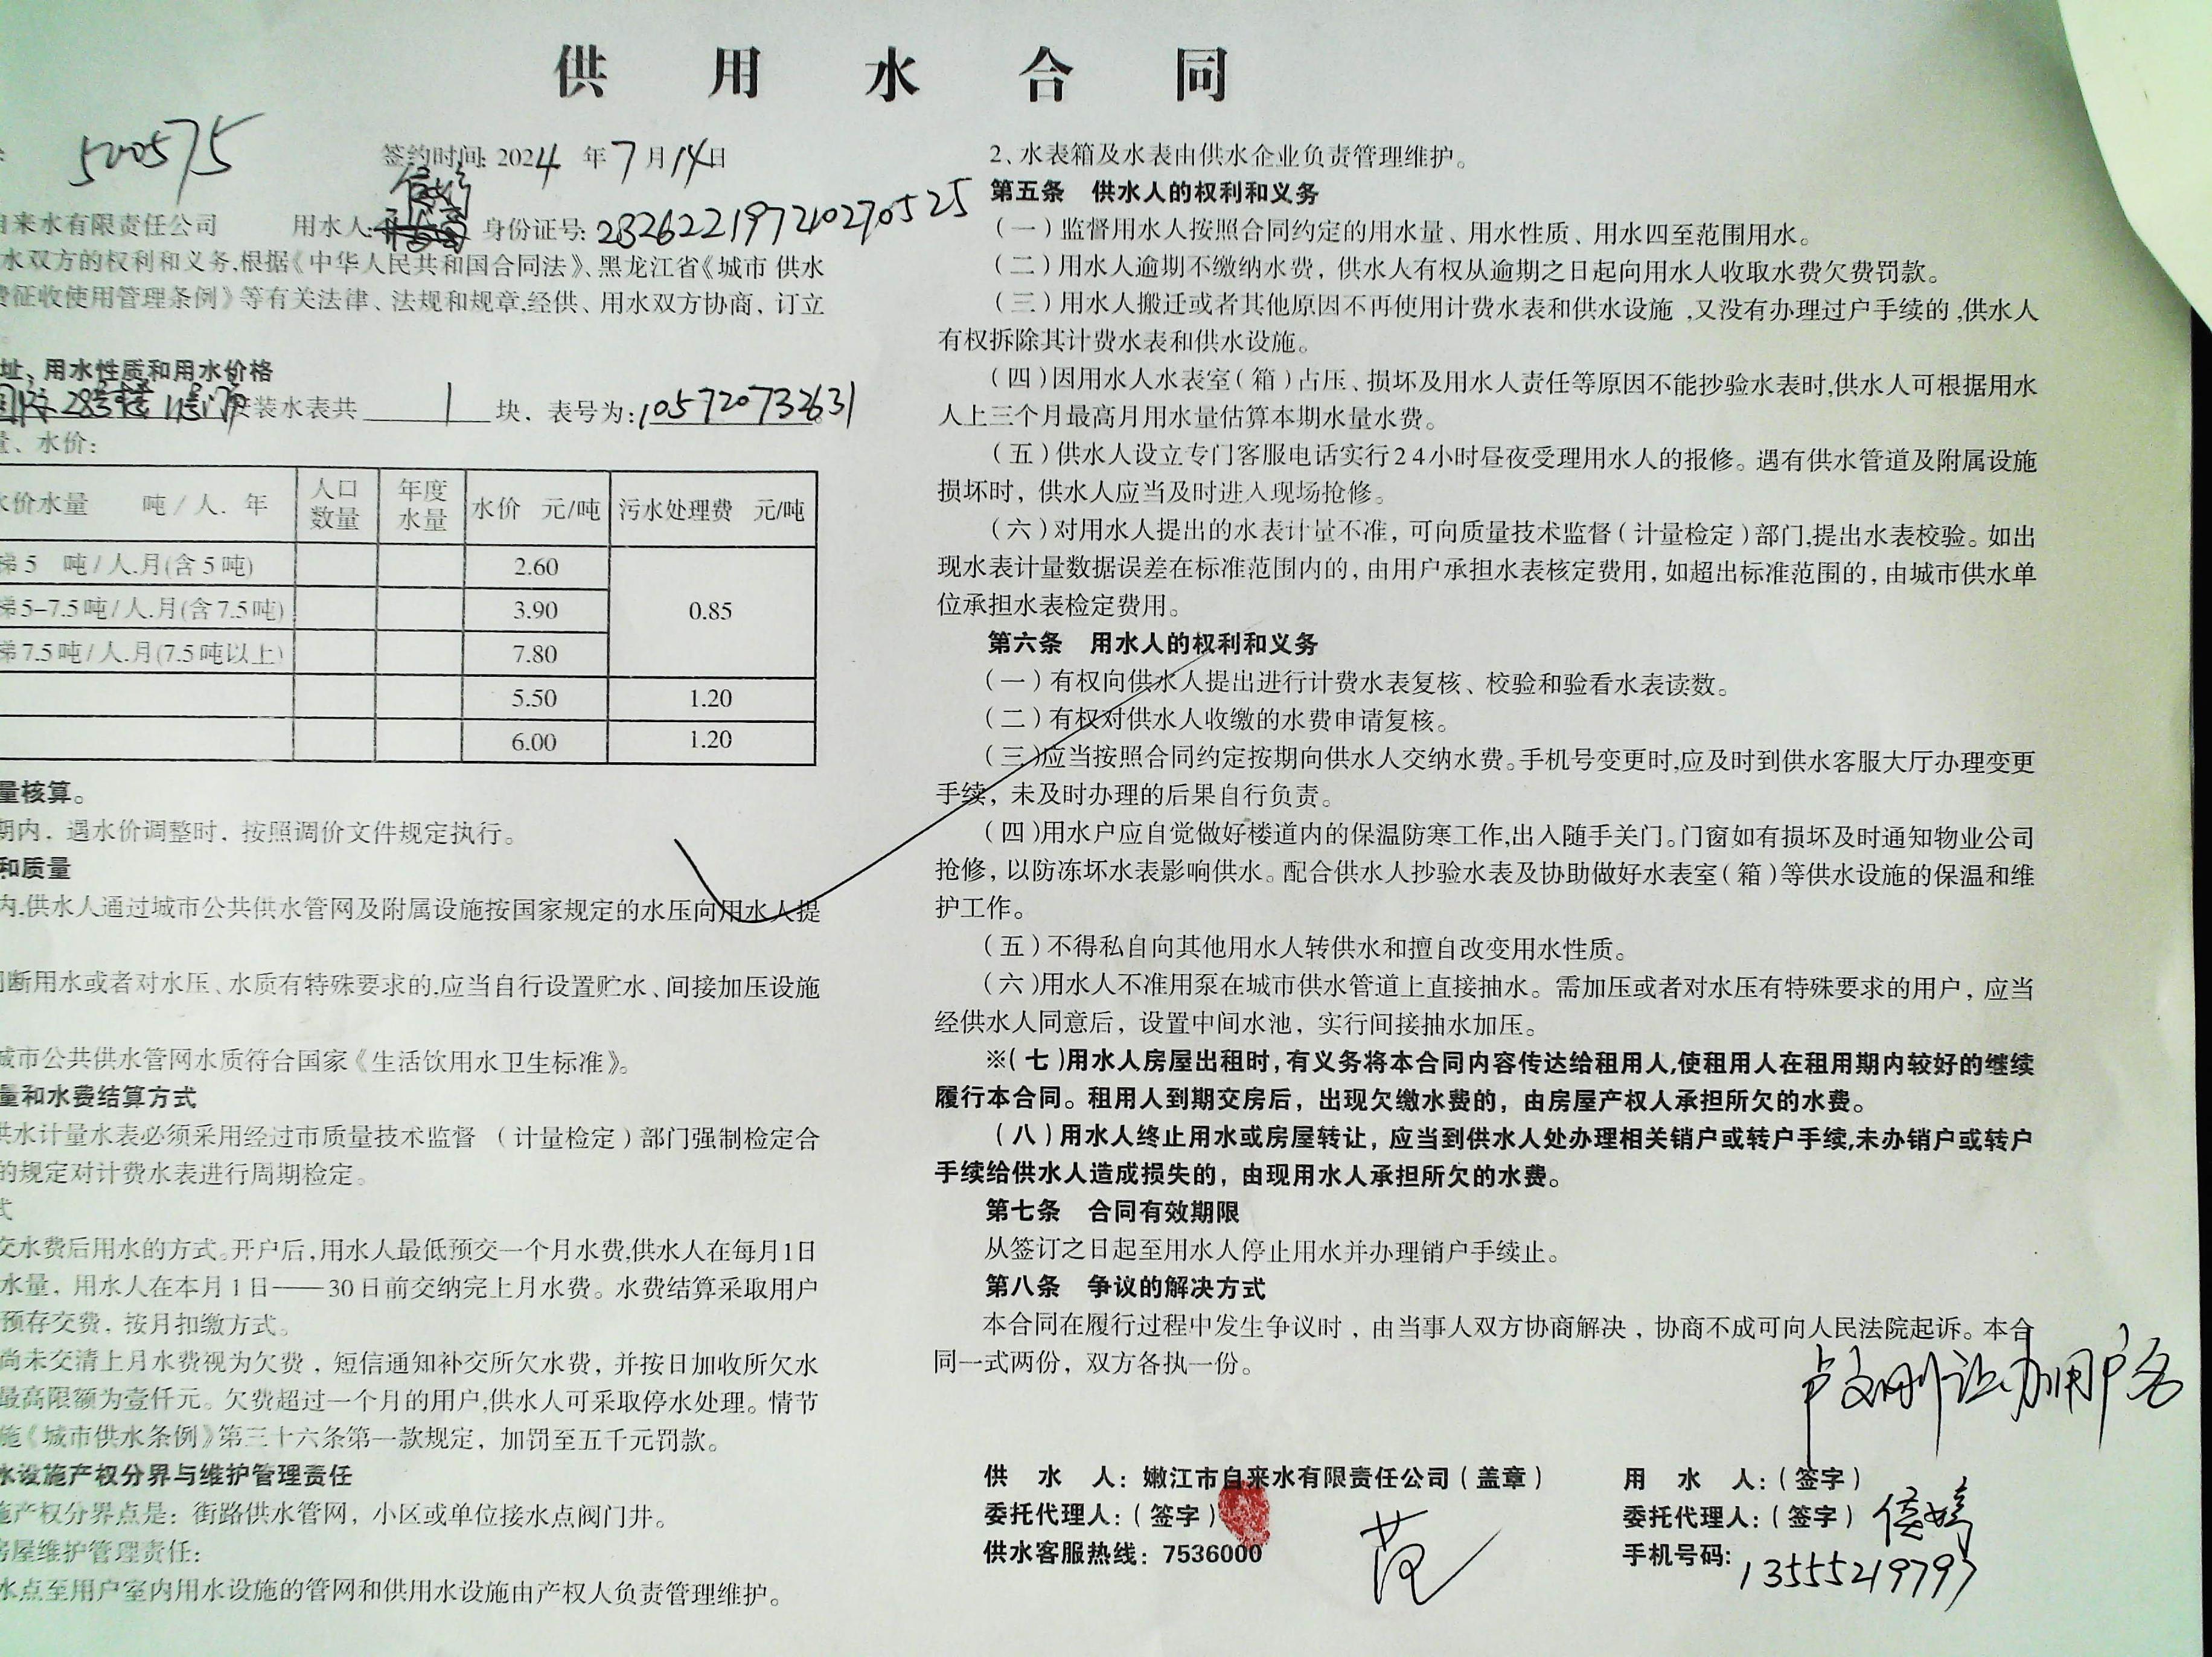 供用水合同
500575
签约时间: 2024年7月14日
自来水有限责任公司 用水人: 身份证号: 232622197210270525
水双方的权利和义务,根据《中华人民共和国合同法》、黑龙江省《城市 供水
费征收使用管理条例》等有关法律、法规和规章,经供、用水双方协商, 订立
址、用水性质和用水价格
28号楼 11号门 安装水表共 1 块. 表号为: 105720732631
量、水价:
水价水量 吨 / 人. 年 人口数量 年度水量 水价 元/吨 污水处理费 元/吨
梯 5 吨 / 人.月(含 5 吨) 2.60 0.85
梯 5-7.5 吨 / 人.月(含 7.5 吨) 3.90
梯 7.5 吨 / 人.月(7.5 吨以上) 7.80
5.50 1.20
6.00 1.20
量核算。
期内, 遇水价调整时, 按照调价文件规定执行。
和质量
内,供水人通过城市公共供水管网及附属设施按国家规定的水压向用水人提
间断用水或者对水压、水质有特殊要求的,应当自行设置贮水、间接加压设施
城市公共供水管网水质符合国家《生活饮用水卫生标准》。
量和水费结算方式
供水计量水表必须采用经过市质量技术监督 (计量检定)部门强制检定合
的规定对计费水表进行周期检定。
式
交水费后用水的方式。开户后,用水人最低预交一个月水费,供水人在每月1日
水量, 用水人在本月 1 日——30 日前交纳完上月水费。水费结算采取用户
预存交费, 按月扣缴方式。
尚未交清上月水费视为欠费, 短信通知补交所欠水费, 并按日加收所欠水
最高限额为壹仟元。欠费超过一个月的用户,供水人可采取停水处理。情节
施《城市供水条例》第三十六条第一款规定, 加罚至五千元罚款。
水设施产权分界与维护管理责任
施产权分界点是: 街路供水管网, 小区或单位接水点阀门井。
房屋维护管理责任:
水点至用户室内用水设施的管网和供用水设施由产权人负责管理维护。
2、水表箱及水表由供水企业负责管理维护。
第五条 供水人的权利和义务
(一)监督用水人按照合同约定的用水量、用水性质、用水四至范围用水。
(二)用水人逾期不缴纳水费, 供水人有权从逾期之日起向用水人收取水费欠费罚款。
(三)用水人搬迁或者其他原因不再使用计费水表和供水设施 ,又没有办理过户手续的 ,供水人
有权拆除其计费水表和供水设施。
(四)因用水人水表室(箱)占压、损坏及用水人责任等原因不能抄验水表时,供水人可根据用水
人上三个月最高月用水量估算本期水量水费。
(五)供水人设立专门客服电话实行24小时昼夜受理用水人的报修。遇有供水管道及附属设施
损坏时, 供水人应当及时进入现场抢修。
(六)对用水人提出的水表计量不准, 可向质量技术监督(计量检定)部门,提出水表校验。如出
现水表计量数据误差在标准范围内的, 由用户承担水表核定费用, 如超出标准范围的, 由城市供水单
位承担水表检定费用。
第六条 用水人的权利和义务
(一)有权向供水人提出进行计费水表复核、校验和验看水表读数。
(二)有权对供水人收缴的水费申请复核。
(三)应当按照合同约定按期向供水人交纳水费。手机号变更时,应及时到供水客服大厅办理变更
手续, 未及时办理的后果自行负责。
(四)用水户应自觉做好楼道内的保温防寒工作,出入随手关门。门窗如有损坏及时通知物业公司
抢修, 以防冻坏水表影响供水。配合供水人抄验水表及协助做好水表室(箱)等供水设施的保温和维
护工作。
(五)不得私自向其他用水人转供水和擅自改变用水性质。
(六)用水人不准用泵在城市供水管道上直接抽水。需加压或者对水压有特殊要求的用户, 应当
经供水人同意后, 设置中间水池, 实行间接抽水加压。
※(七)用水人房屋出租时, 有义务将本合同内容传达给租用人,使租用人在租用期内较好的继续
履行本合同。租用人到期交房后, 出现欠缴水费的, 由房屋产权人承担所欠的水费。
(八)用水人终止用水或房屋转让, 应当到供水人处办理相关销户或转户手续,未办销户或转户
手续给供水人造成损失的, 由现用水人承担所欠的水费。
第七条 合同有效期限
从签订之日起至用水人停止用水并办理销户手续止。
第八条 争议的解决方式
本合同在履行过程中发生争议时, 由当事人双方协商解决, 协商不成可向人民法院起诉。本合
同一式两份, 双方各执一份。
供 水 人: 嫩江市自来水有限责任公司(盖章)
委托代理人:(签字)
范
供水客服热线: 7536000
用 水 人:(签字)
委托代理人:(签字)
手机号码: 13555219797